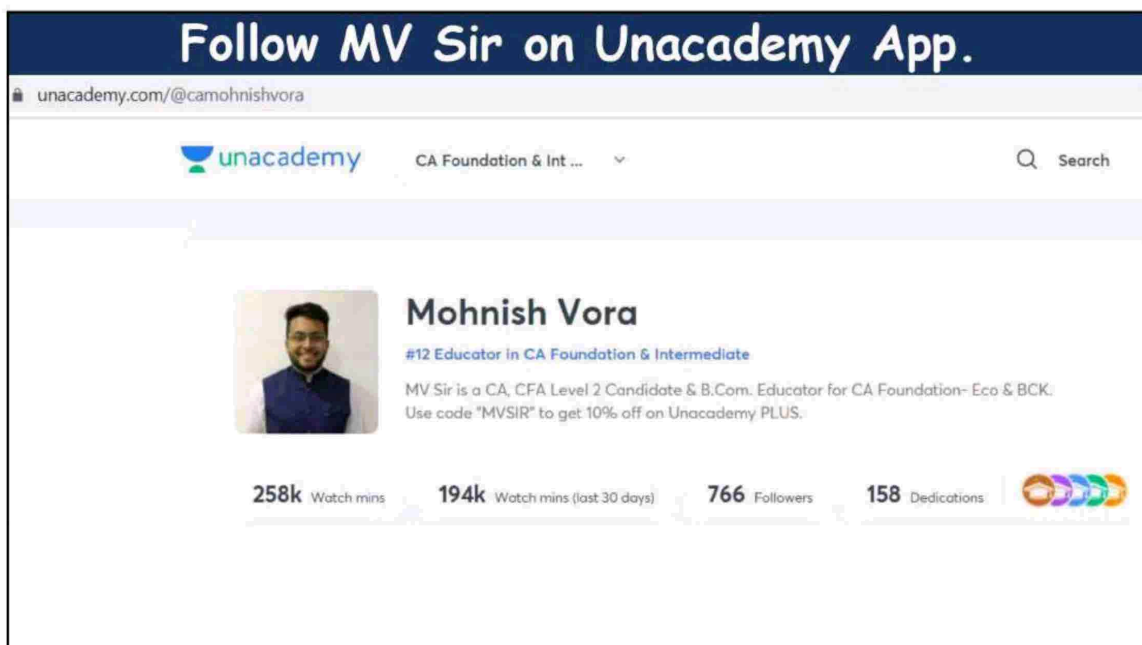 Follow MV Sir on Unacademy App.
unacademy.com/@camohnishvora
unacademy CA Foundation & Int ... Search
Mohnish Vora
#12 Educator in CA Foundation & Intermediate
MV Sir is a CA, CFA Level 2 Candidate & B.Com. Educator for CA Foundation- Eco & BCK.
Use code "MVSIR" to get 10% off on Unacademy PLUS.
258k Watch mins 194k Watch mins (last 30 days) 766 Followers 158 Dedications